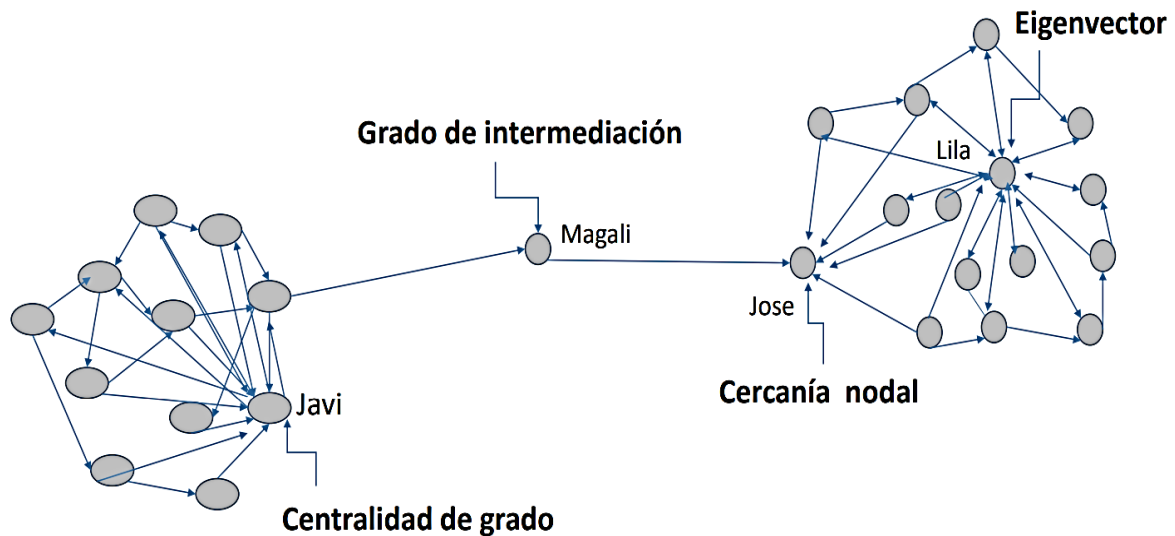 Eigenvector
Grado de intermediación
Lila
Magali
Jose
Cercanía nodal
Javi
Centralidad de grado